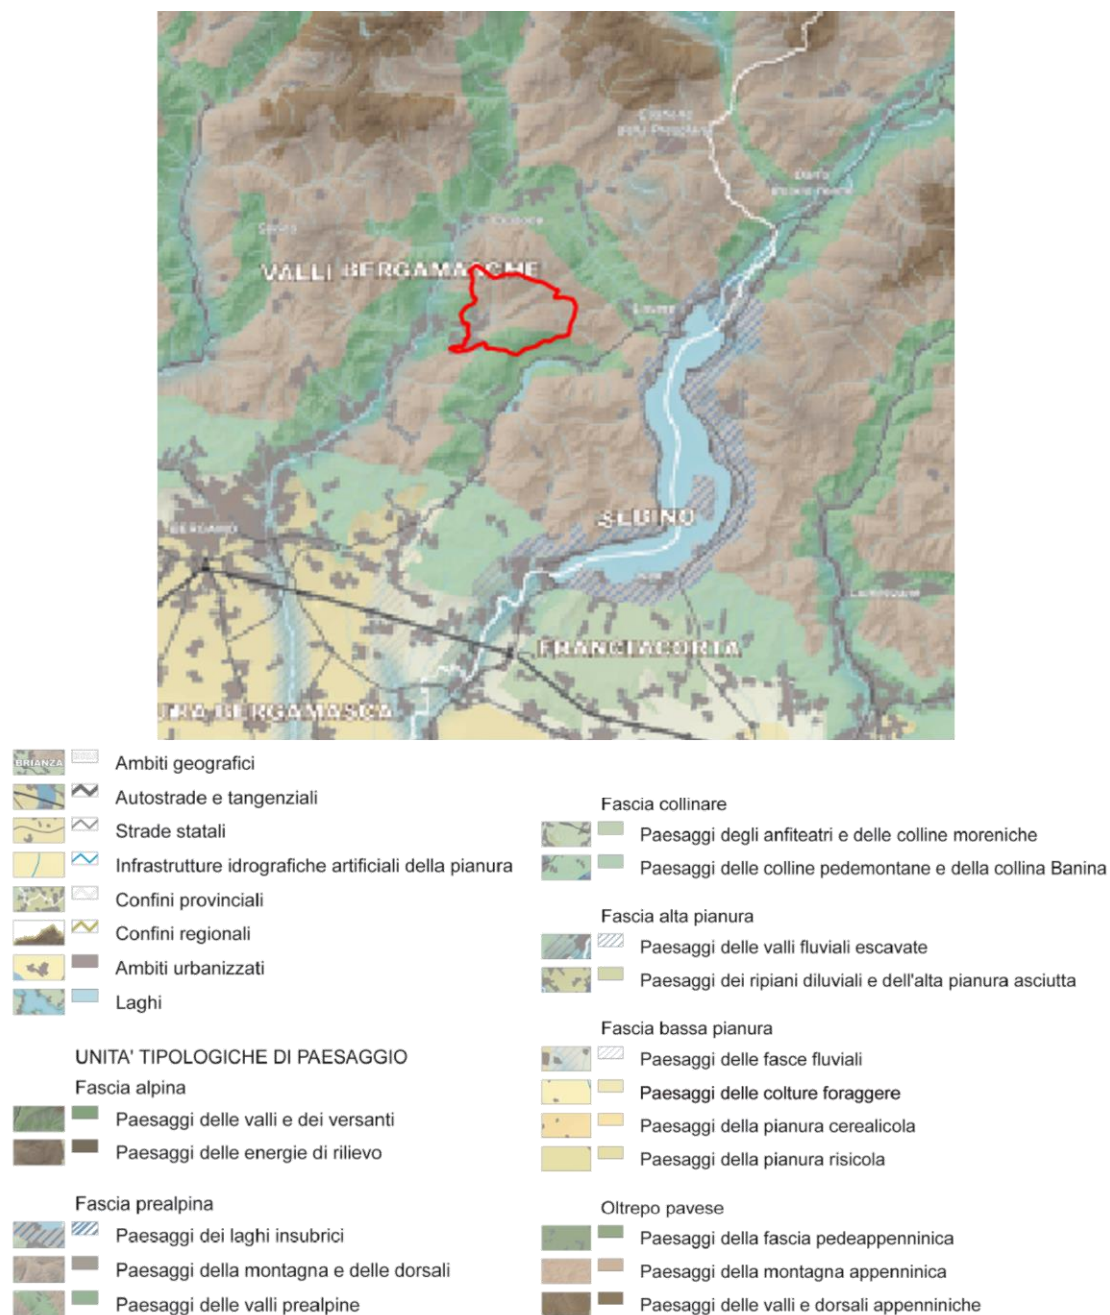 VALLI BERGAMASCHE
Lovere
SEBINO
BERGAMO
FRANCIACORTA
URA BERGAMASCA
BRIANZA
Ambiti geografici
Autostrade e tangenziali
Strade statali
Infrastrutture idrografiche artificiali della pianura
Confini provinciali
Confini regionali
Ambiti urbanizzati
Laghi
UNITA' TIPOLOGICHE DI PAESAGGIO
Fascia alpina
Paesaggi delle valli e dei versanti
Paesaggi delle energie di rilievo
Fascia prealpina
Paesaggi dei laghi insubrici
Paesaggi della montagna e delle dorsali
Paesaggi delle valli prealpine
Fascia collinare
Paesaggi degli anfiteatri e delle colline moreniche
Paesaggi delle colline pedemontane e della collina Banina
Fascia alta pianura
Paesaggi delle valli fluviali escavate
Paesaggi dei ripiani diluviali e dell'alta pianura asciutta
Fascia bassa pianura
Paesaggi delle fasce fluviali
Paesaggi delle colture foraggere
Paesaggi della pianura cerealicola
Paesaggi della pianura risicola
Oltrepo pavese
Paesaggi della fascia pedeappenninica
Paesaggi della montagna appenninica
Paesaggi delle valli e dorsali appenniniche